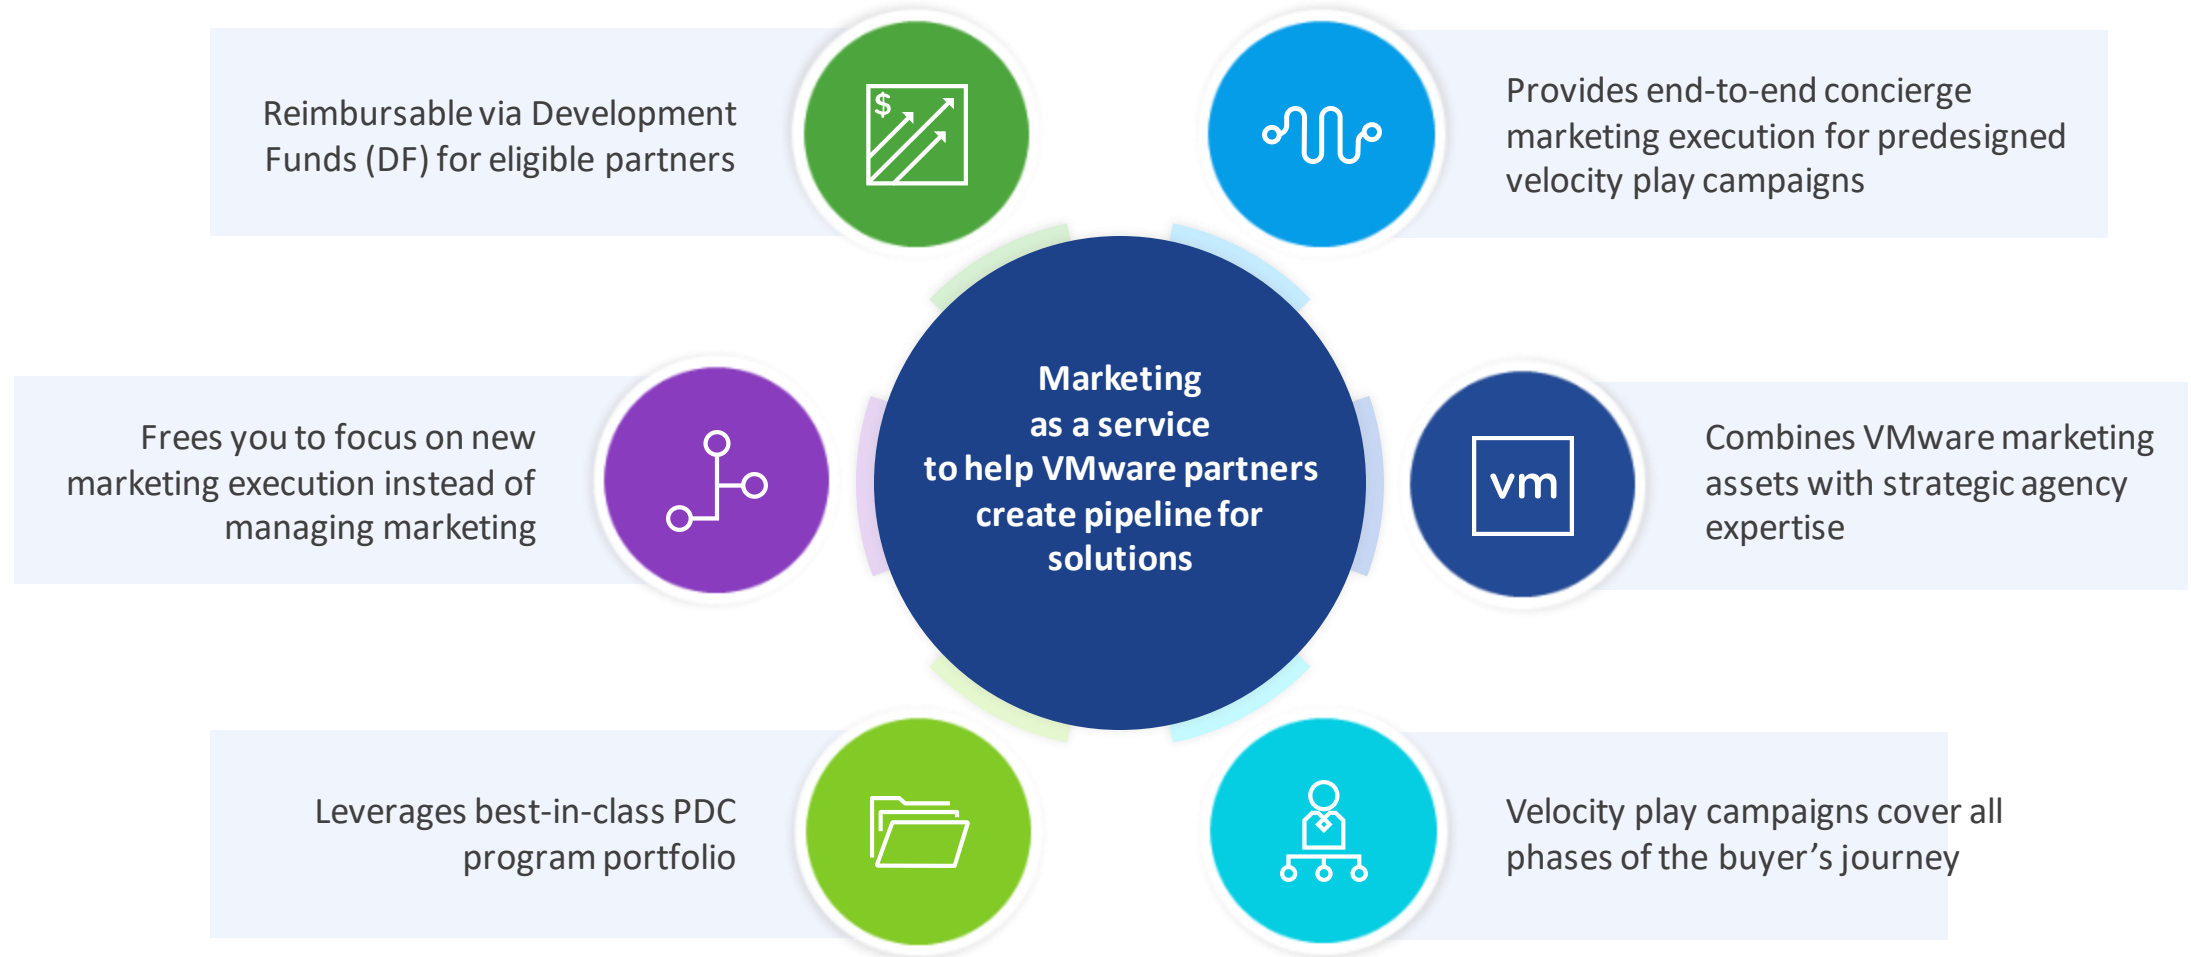 Reimbursable via Development
Funds (DF) for eligible partners
$
Provides end-to-end concierge
marketing execution for predesigned
velocity play campaigns
Frees you to focus on new
marketing execution instead of
managing marketing
Marketing
as a service
to help VMware partners
create pipeline for
solutions
vm
Combines VMware marketing
assets with strategic agency
expertise
Leverages best-in-class PDC
program portfolio
Velocity play campaigns cover all
phases of the buyer’s journey